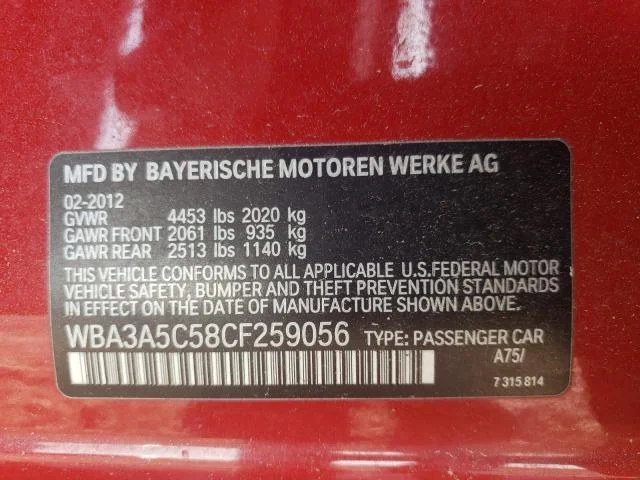 MFD BY BAYERISCHE MOTOREN WERKE AG
02-2012
GVWR 4453 lbs 2020 kg
GAWR FRONT 2061 lbs 935 kg
GAWR REAR 2513 lbs 1140 kg
THIS VEHICLE CONFORMS TO ALL APPLICABLE U.S.FEDERAL MOTOR
VEHICLE SAFETY, BUMPER AND THEFT PREVENTION STANDARDS
IN EFFECT ON THE DATE OF MANUFACTURE SHOWN ABOVE.
WBA3A5C58CF259056 TYPE: PASSENGER CAR
A75/
7 315 814